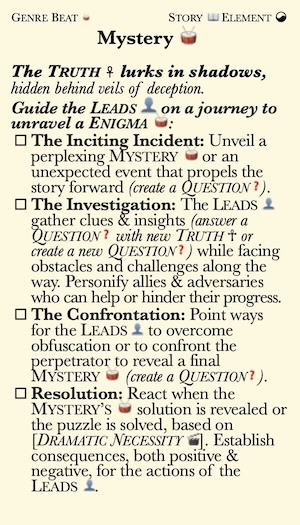 GENRE BEAT 🥁 STORY 📖 ELEMENT ☯
Mystery 🥁
The TRUTH ‽ lurks in shadows,
hidden behind veils of deception.
Guide the LEADS 👤 on a journey to
unravel a ENIGMA 🥁:
☐ The Inciting Incident: Unveil a
perplexing MYSTERY 🥁 or an
unexpected event that propels the
story forward (create a QUESTION❓).
☐ The Investigation: The LEADS 👤
gather clues & insights (answer a
QUESTION❓ with new TRUTH ‽ or
create a new QUESTION❓) while facing
obstacles and challenges along the
way. Personify allies & adversaries
who can help or hinder their progress.
☐ The Confrontation: Point ways
for the LEADS 👤 to overcome
obfuscation or to confront the
perpetrator to reveal a final
MYSTERY 🥁 (create a QUESTION❓).
☐ Resolution: React when the
MYSTERY'S 🥁 solution is revealed or
the puzzle is solved, based on
[DRAMATIC NECESSITY 🎬]. Establish
consequences, both positive &
negative, for the actions of the
LEADS 👤.